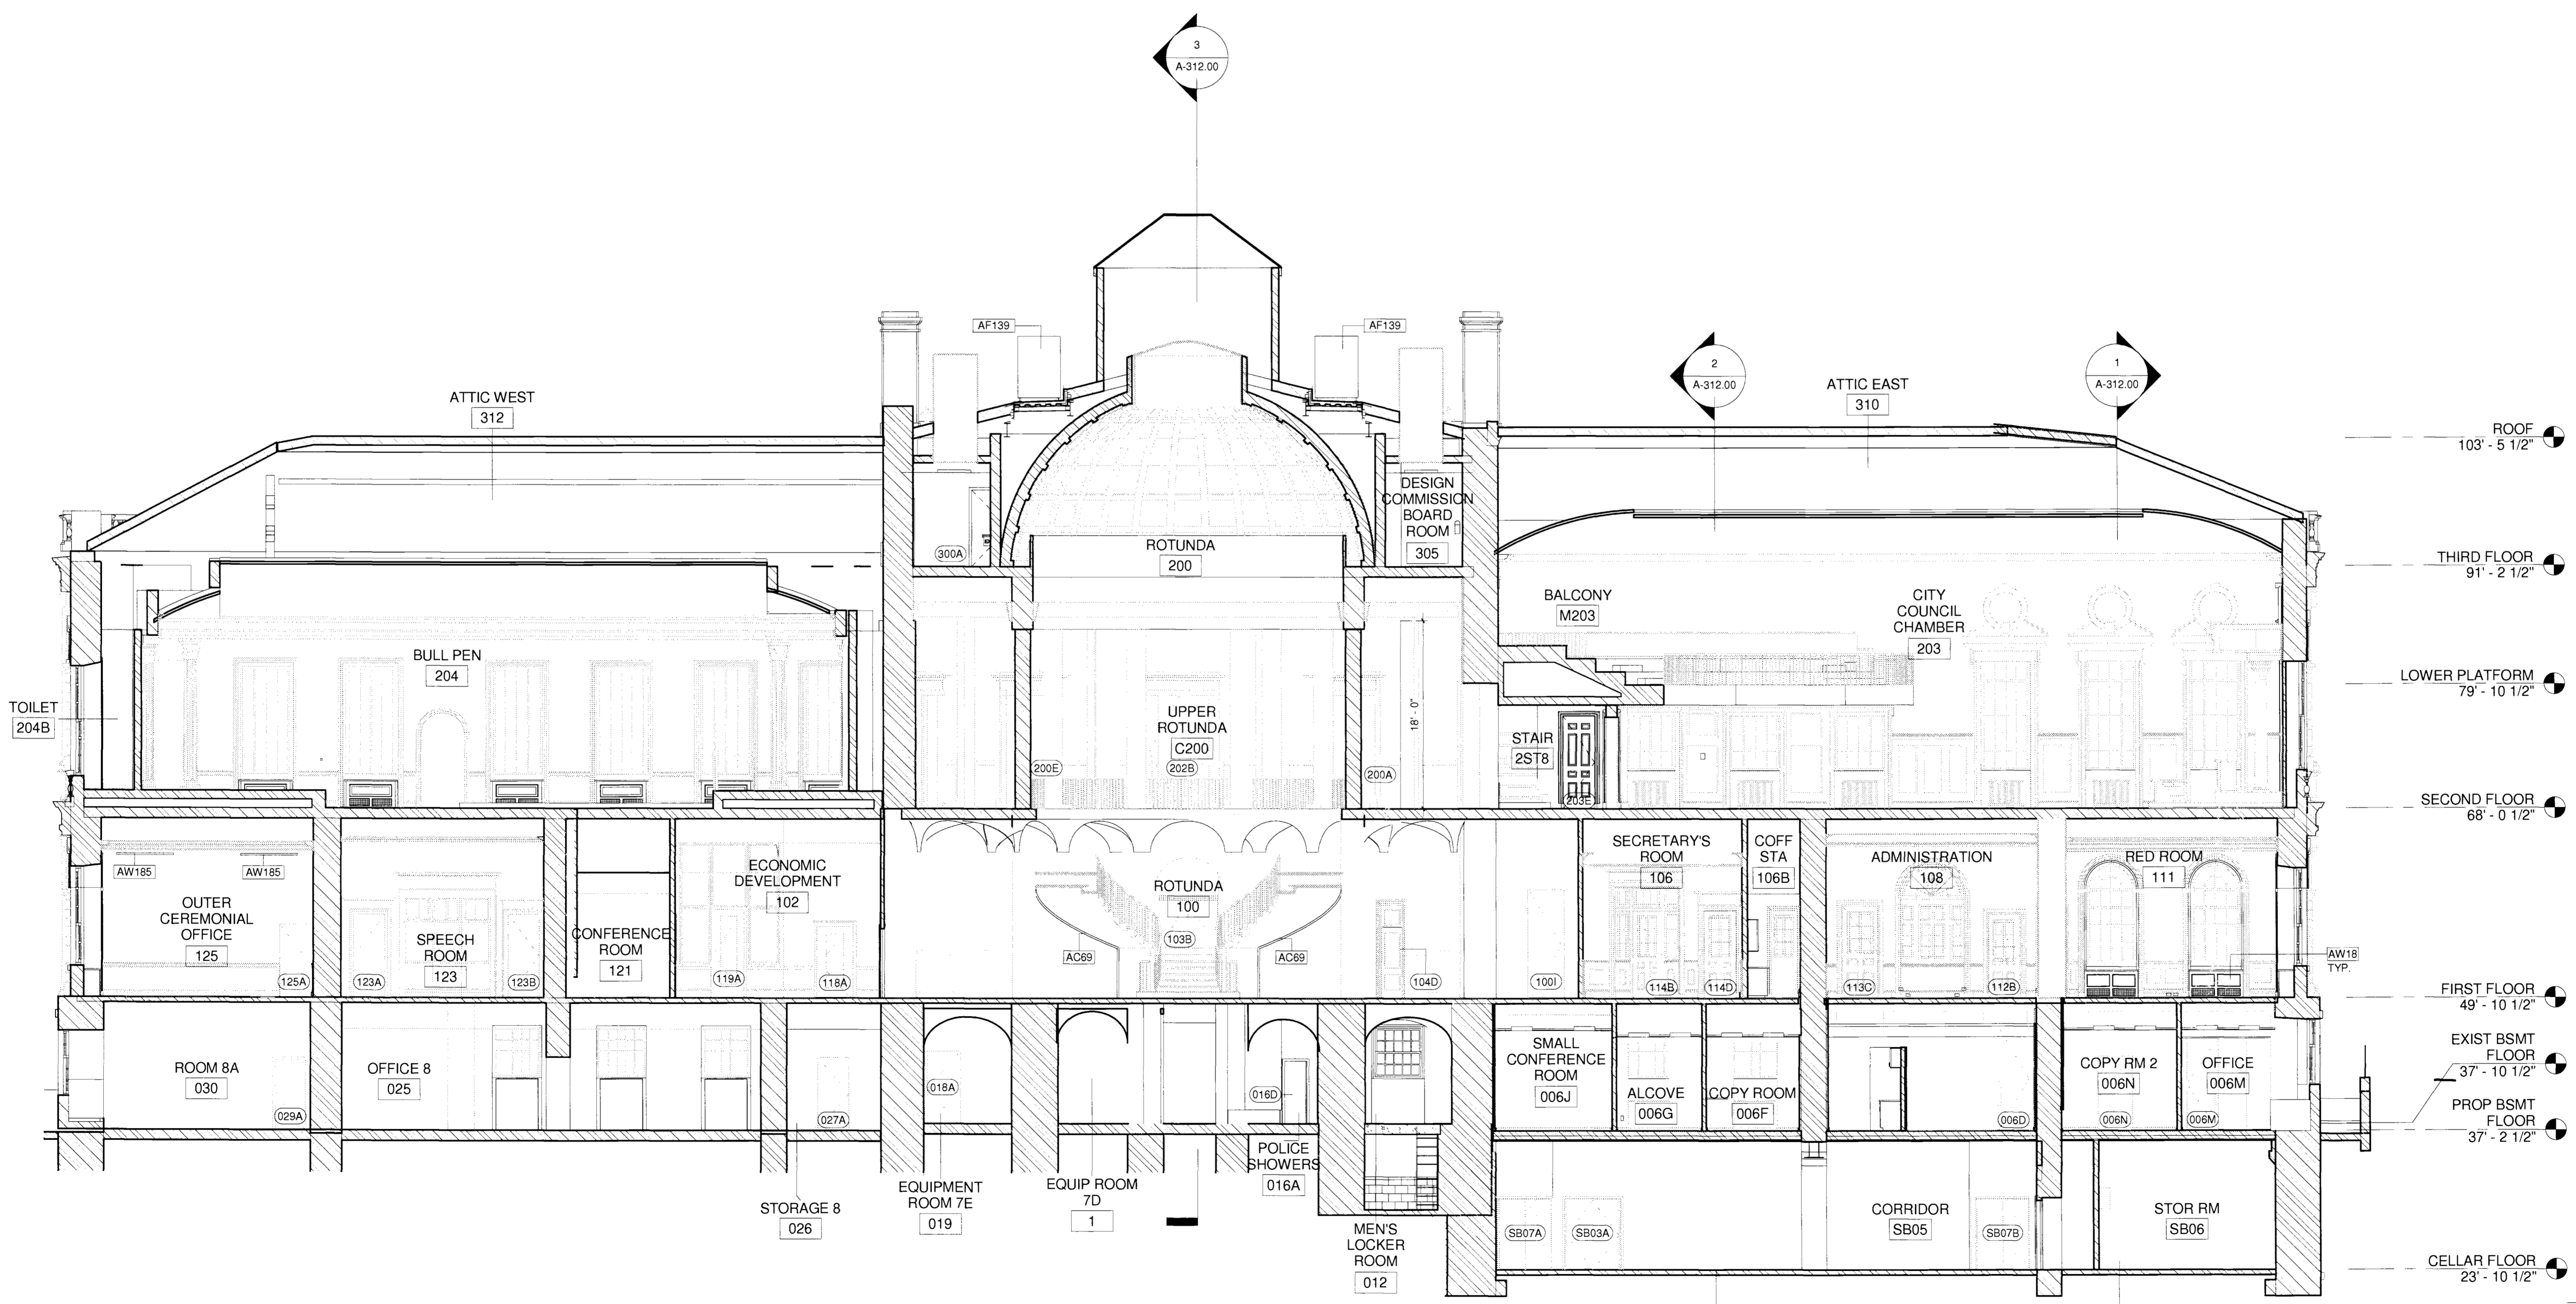 3
A-312.00
AF139
AF139
2
A-312.00
1
A-312.00
ATTIC WEST
312
ATTIC EAST
310
ROOF
103' - 5 1/2"
DESIGN
COMMISSION
BOARD
ROOM
305
300A
ROTUNDA
200
THIRD FLOOR
91' - 2 1/2"
BALCONY
M203
CITY
COUNCIL
CHAMBER
203
BULL PEN
204
LOWER PLATFORM
79' - 10 1/2"
TOILET
204B
UPPER
ROTUNDA
C200
18' - 0"
STAIR
2ST8
200E
202B
200A
203E
SECOND FLOOR
68' - 0 1/2"
AW185
AW185
OUTER
CEREMONIAL
OFFICE
125
SPEECH
ROOM
123
CONFERENCE
ROOM
121
ECONOMIC
DEVELOPMENT
102
ROTUNDA
100
103B
AC69
AC69
SECRETARY'S
ROOM
106
COFF
STA
106B
ADMINISTRATION
108
RED ROOM
111
AW18
TYP.
125A
123A
123B
119A
118A
104D
100I
114B
114D
113C
112B
FIRST FLOOR
49' - 10 1/2"
ROOM 8A
030
OFFICE 8
025
029A
027A
018A
016D
SMALL
CONFERENCE
ROOM
006J
ALCOVE
006G
COPY ROOM
006F
006D
COPY RM 2
006N
006N
OFFICE
006M
006M
EXIST BSMT
FLOOR
37' - 10 1/2"
PROP BSMT
FLOOR
37' - 2 1/2"
STORAGE 8
026
EQUIPMENT
ROOM 7E
019
EQUIP ROOM
7D
1
POLICE
SHOWERS
016A
MEN'S
LOCKER
ROOM
012
SB07A
SB03A
CORRIDOR
SB05
SB07B
STOR RM
SB06
CELLAR FLOOR
23' - 10 1/2"